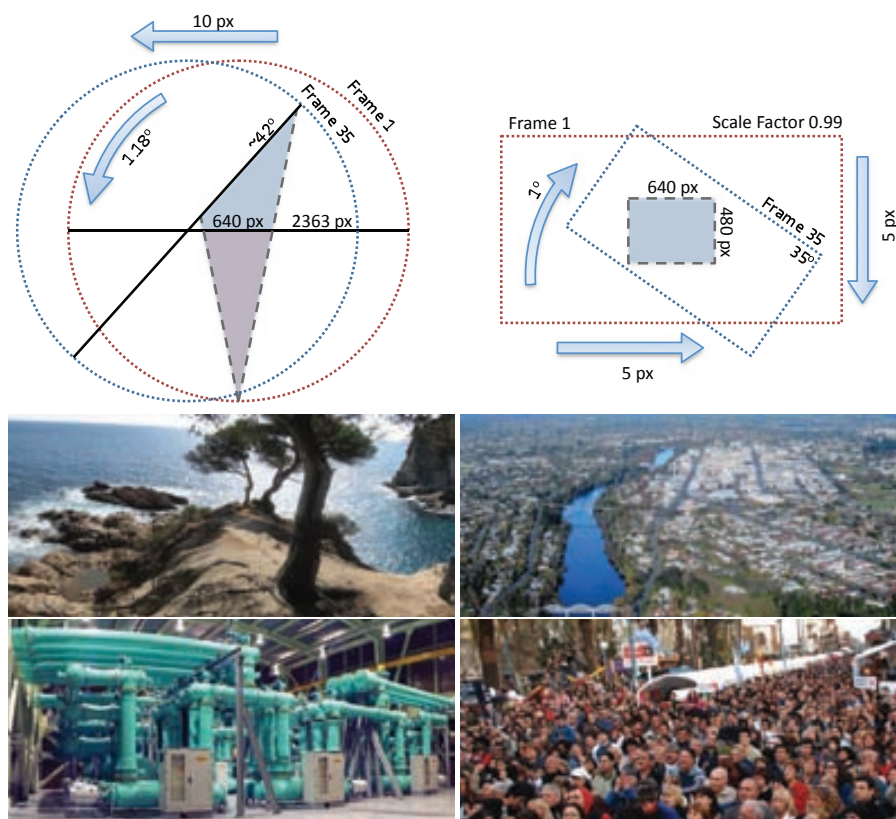 10 px
Frame 1
Frame 35
~42°
1.18°
640 px
2363 px
Frame 1
Scale Factor 0.99
1°
640 px
480 px
Frame 35
35°
5 px
5 px